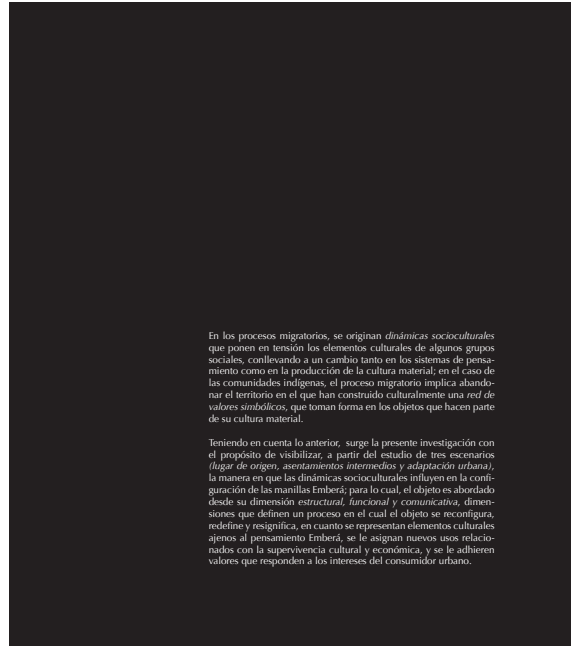 En los procesos migratorios, se originan dinámicas socioculturales
que ponen en tensión los elementos culturales de algunos grupos
sociales, conllevando a un cambio tanto en los sistemas de pensa-
miento como en la producción de la cultura material; en el caso de
las comunidades indígenas, el proceso migratorio implica abando-
nar el territorio en el que han construido culturalmente una red de
valores simbólicos, que toman forma en los objetos que hacen parte
de su cultura material.
Teniendo en cuenta lo anterior, surge la presente investigación con
el propósito de visibilizar, a partir del estudio de tres escenarios
(lugar de origen, asentamientos intermedios y adaptación urbana),
la manera en que las dinámicas socioculturales influyen en la confi-
guración de las manillas Emberá; para lo cual, el objeto es abordado
desde su dimensión estructural, funcional y comunicativa, dimen-
siones que definen un proceso en el cual el objeto se reconfigura,
redefine y resignifica, en cuanto se representan elementos culturales
ajenos al pensamiento Emberá, se le asignan nuevos usos relacio-
nados con la supervivencia cultural y económica, y se le adhieren
valores que responden a los intereses del consumidor urbano.